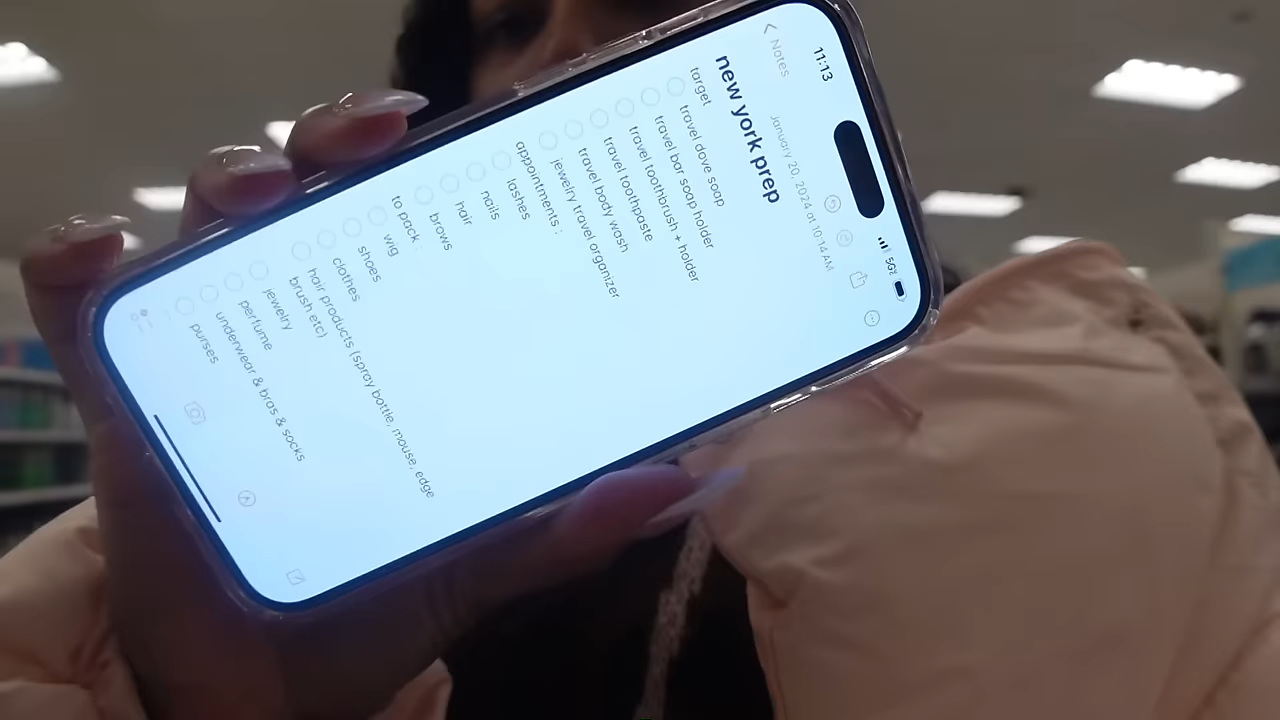 11:13
5G
Notes
January 20, 2024 at 10:14 AM
new york prep
target
travel dove soap
travel bar soap holder
travel toothbrush + holder
travel toothpaste
travel body wash
jewelry travel organizer
appointments :
lashes
nails
hair
brows
to pack :
wig
shoes
clothes
hair products (spray bottle, mouse, edge
brush etc)
jewelry
perfume
underwear & bras & socks
purses